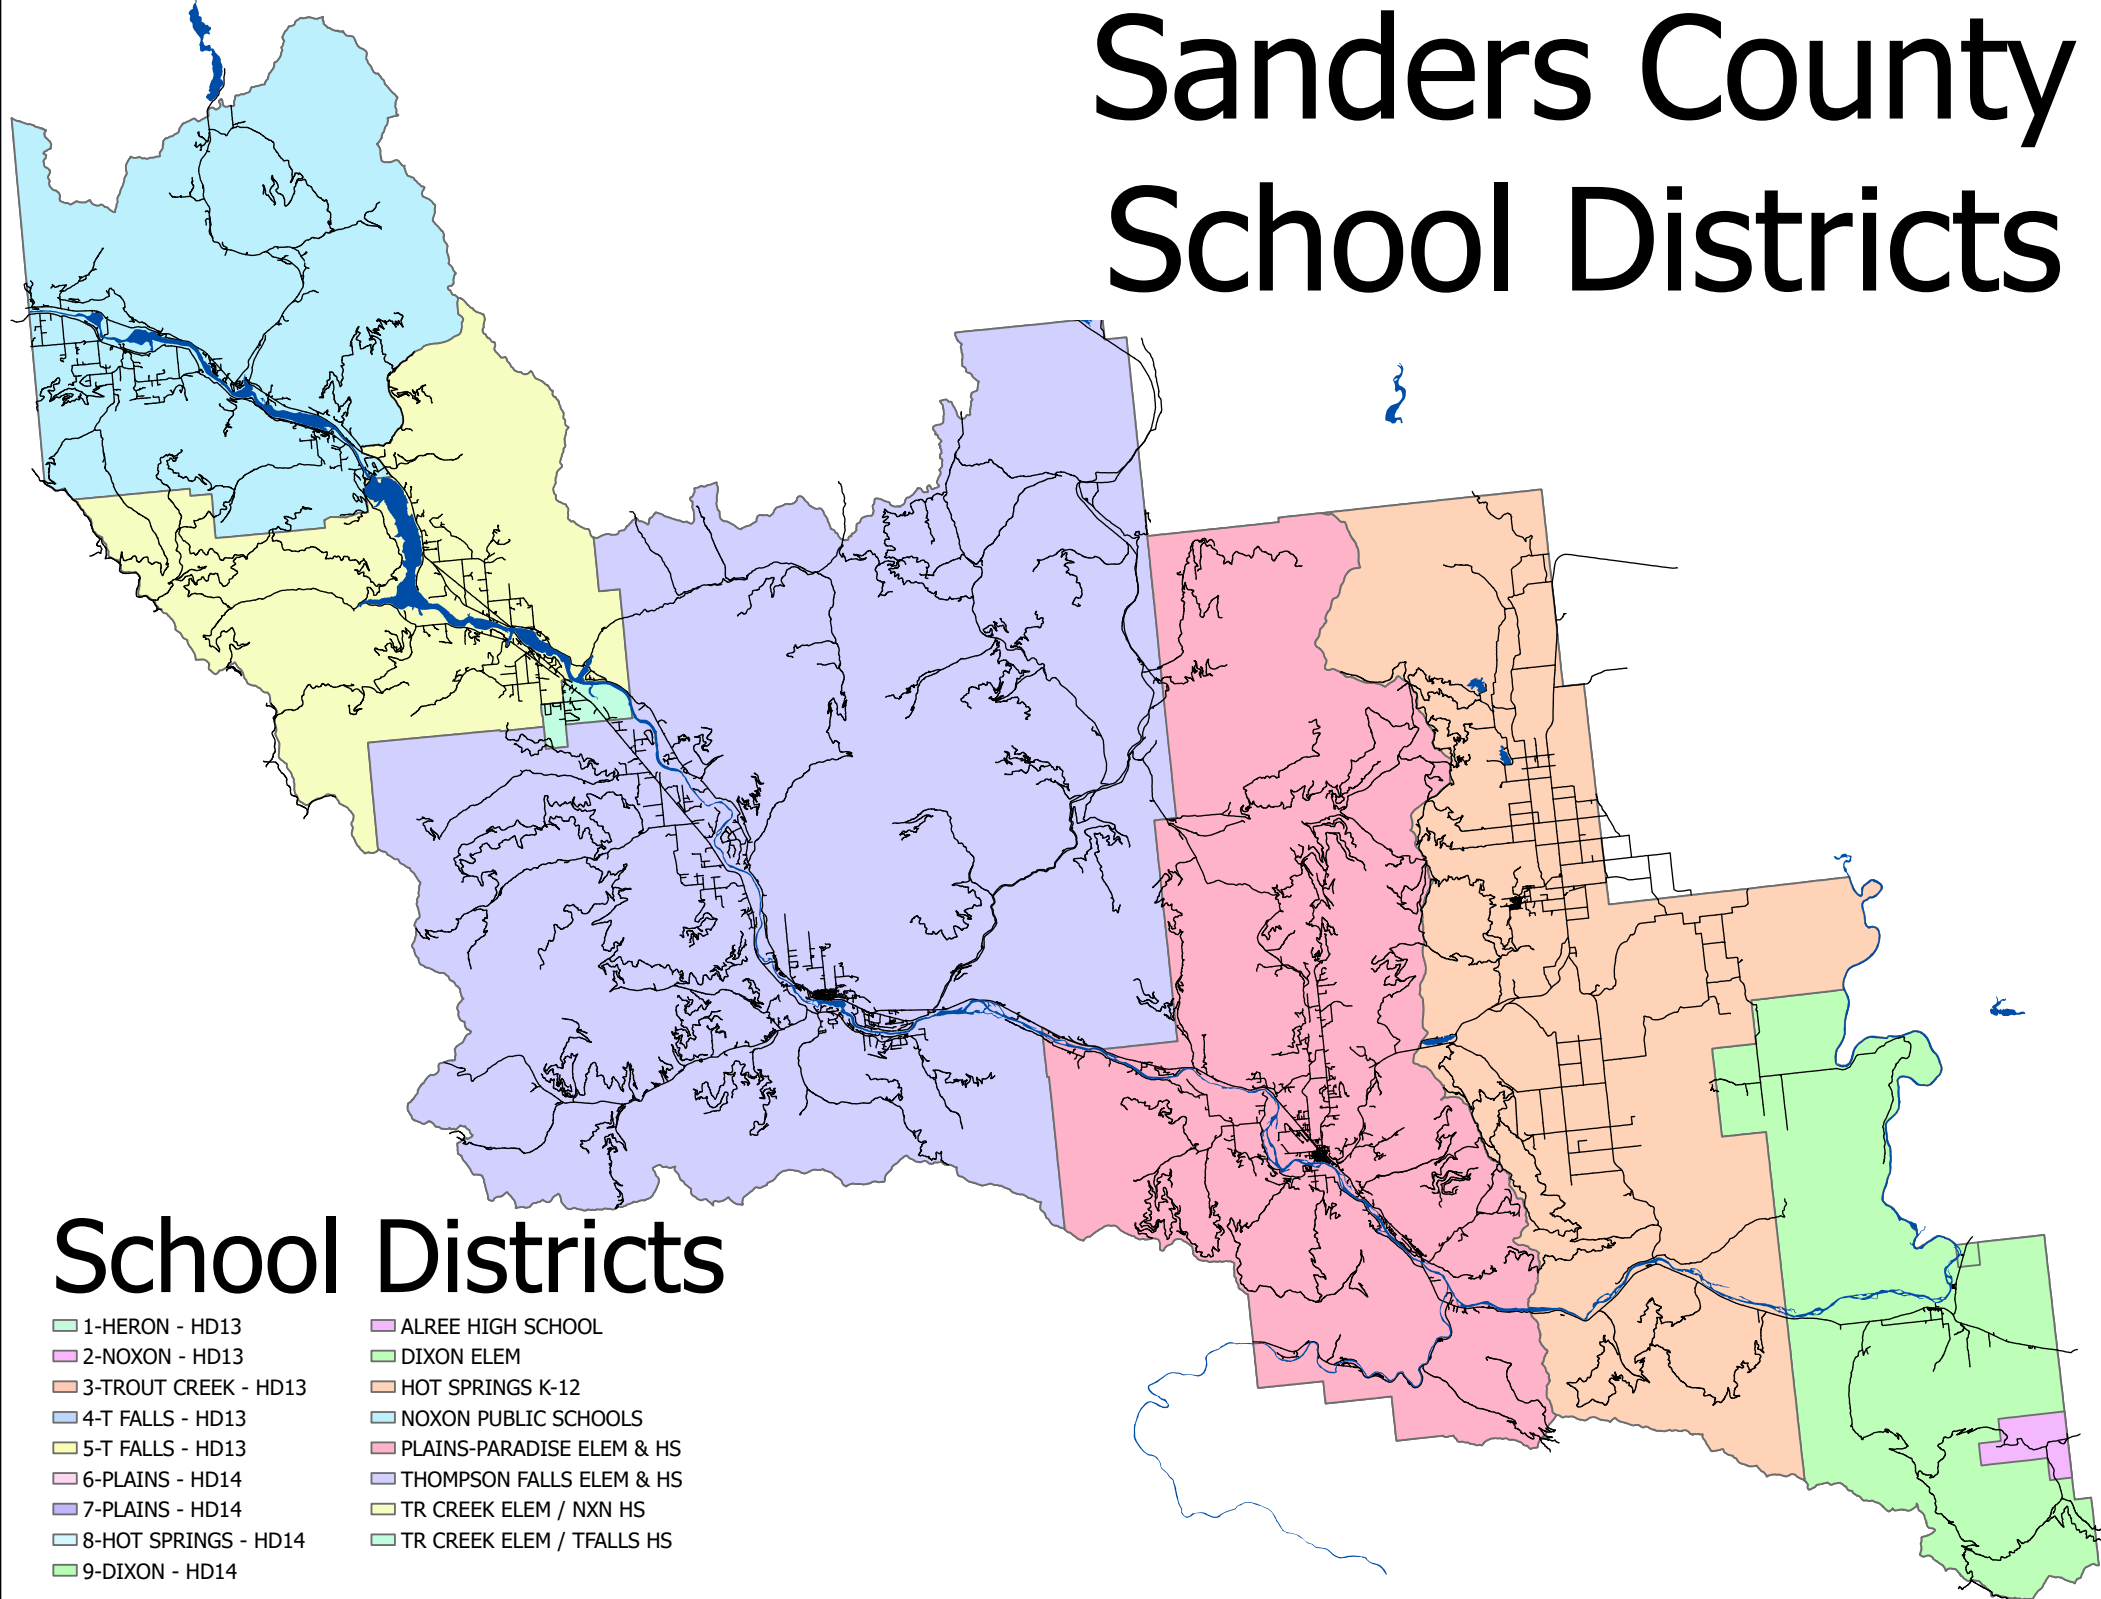 Sanders County
School Districts
School Districts
1-HERON - HD13
2-NOXON - HD13
3-TROUT CREEK - HD13
4-T FALLS - HD13
5-T FALLS - HD13
6-PLAINS - HD14
7-PLAINS - HD14
8-HOT SPRINGS - HD14
9-DIXON - HD14
ALREE HIGH SCHOOL
DIXON ELEM
HOT SPRINGS K-12
NOXON PUBLIC SCHOOLS
PLAINS-PARADISE ELEM & HS
THOMPSON FALLS ELEM & HS
TR CREEK ELEM / NXN HS
TR CREEK ELEM / TFALLS HS